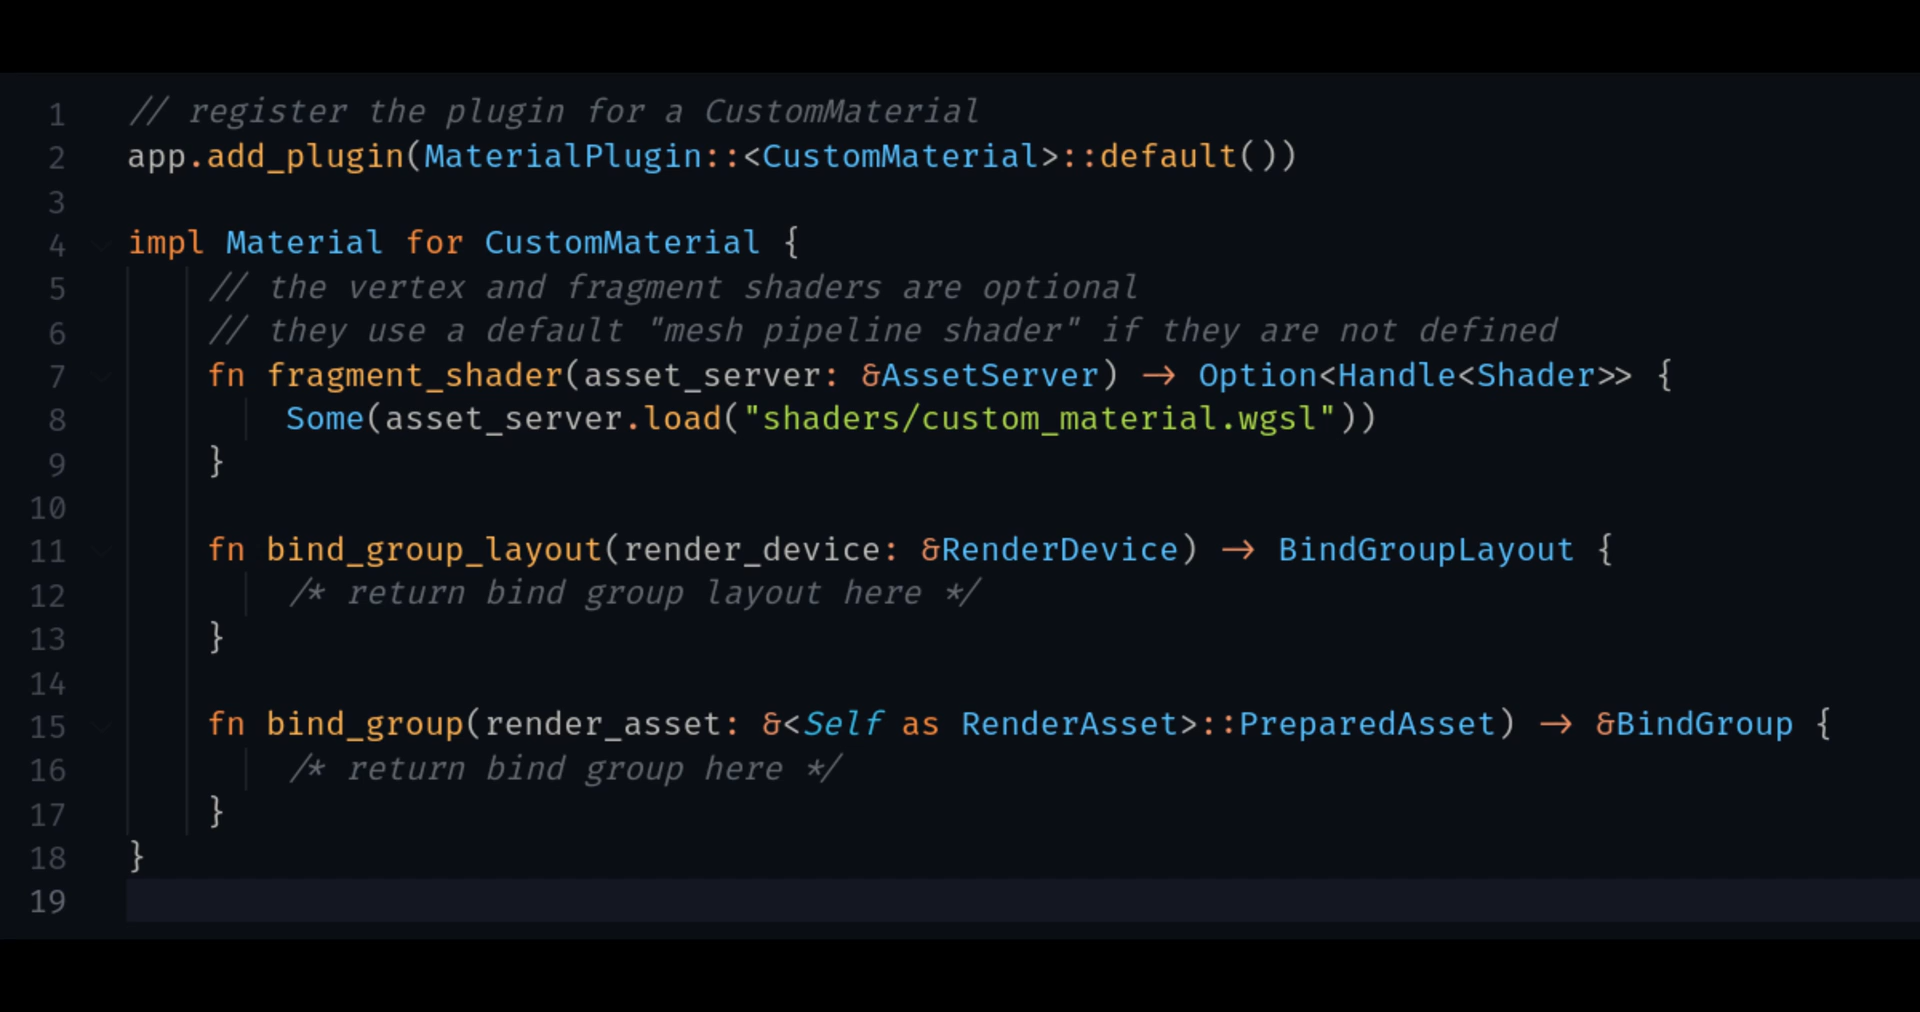 1 // register the plugin for a CustomMaterial
2 app.add_plugin(MaterialPlugin::<CustomMaterial>::default())
3
4 impl Material for CustomMaterial {
5     // the vertex and fragment shaders are optional
6     // they use a default "mesh pipeline shader" if they are not defined
7     fn fragment_shader(asset_server: &AssetServer) -> Option<Handle<Shader>> {
8         Some(asset_server.load("shaders/custom_material.wgsl"))
9     }
10
11     fn bind_group_layout(render_device: &RenderDevice) -> BindGroupLayout {
12         /* return bind group layout here */
13     }
14
15     fn bind_group(render_asset: &<Self as RenderAsset>::PreparedAsset) -> &BindGroup {
16         /* return bind group here */
17     }
18 }
19